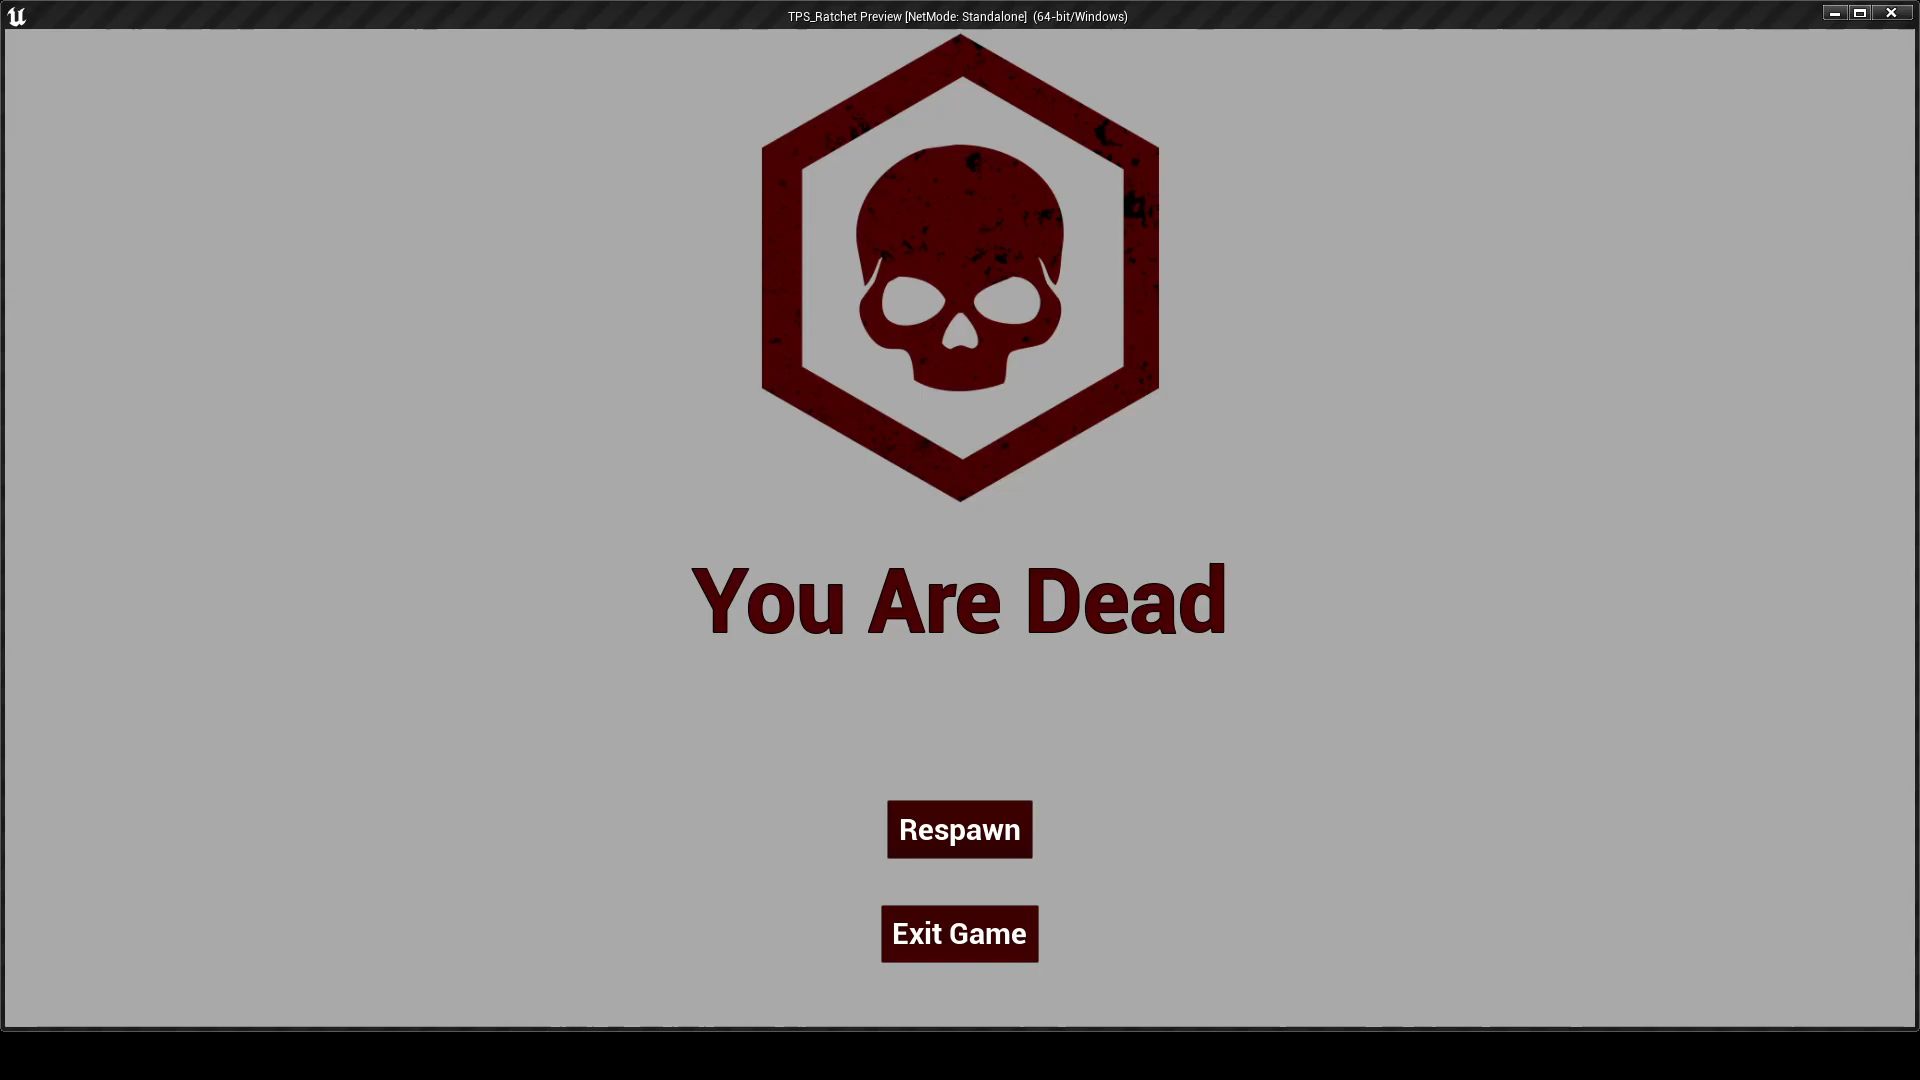 TPS_Ratchet Preview [NetMode: Standalone]  (64-bit/Windows)
You Are Dead
Respawn
Exit Game